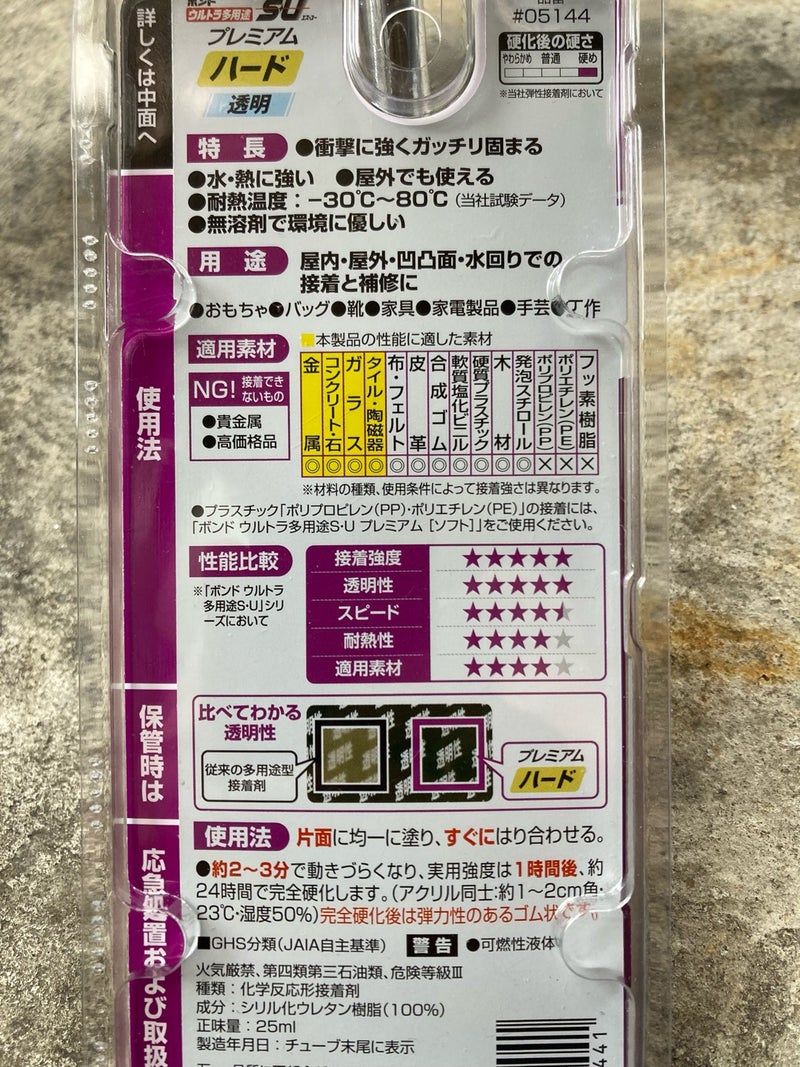 詳しくは中面へ
ボンド
ウルトラ多用途
S・U
エスユー
プレミアム
ハード
透明
品番
#05144
硬化後の硬さ
やわらかめ 普通 硬め
※当社弾性接着剤において
特長 ●衝撃に強くガッチリ固まる
●水・熱に強い ●屋外でも使える
●耐熱温度:−30℃〜80℃(当社試験データ)
●無溶剤で環境に優しい
用途 屋内・屋外・凹凸面・水回りでの
接着と補修に
●おもちゃ●バッグ●靴●家具●家電製品●手芸●工作
適用素材
本製品の性能に適した素材
NG! 接着できないもの
●貴金属
●高価格品
金属 ◎
コンクリート・石 ◎
ガラス ◎
タイル・陶磁器 ◎
布・フェルト ○
皮革 ○
合成ゴム ○
軟質塩化ビニル ○
硬質プラスチック ○
木材 ○
発泡スチロール ○
ポリプロピレン(PP) ×
ポリエチレン(PE) ×
フッ素樹脂 ×
※材料の種類、使用条件によって接着強さは異なります。
●プラスチック「ポリプロピレン(PP)・ポリエチレン(PE)」の接着には、
「ボンド ウルトラ多用途S・U プレミアム [ソフト]」をご使用ください。
使用法
性能比較
※「ボンド ウルトラ
多用途S・U」シリ
ーズにおいて
接着強度 ★★★★★
透明性 ★★★★★
スピード ★★★★★
耐熱性 ★★★★★
適用素材 ★★★★★
保管時は
比べてわかる
透明性
従来の多用途型
接着剤
透明性
透明性
プレミアム
ハード
応急処置および取扱
使用法 片面に均一に塗り、すぐにはり合わせる。
●約2〜3分で動きづらくなり、実用強度は1時間後、約
24時間で完全硬化します。(アクリル同士:約1〜2cm角・
23℃・湿度50%)完全硬化後は弾力性のあるゴム状です。
■GHS分類(JAIA自主基準) 警告 ●可燃性液体
火気厳禁、第四類第三石油類、危険等級Ⅲ
種類:化学反応形接着剤
成分:シリル化ウレタン樹脂(100%)
正味量:25ml
製造年月日:チューブ末尾に表示
441